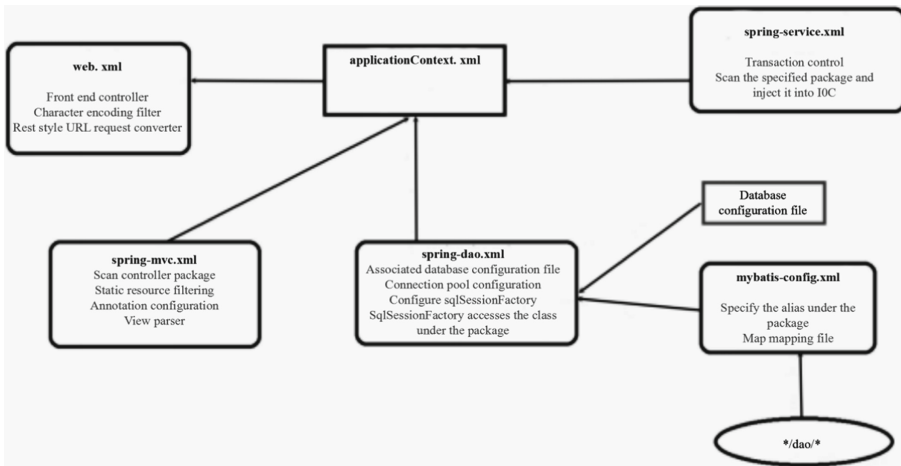 web. xml
Front end controller
Character encoding filter
Rest style URL request converter
applicationContext. xml
spring-service.xml
Transaction control
Scan the specified package and
inject it into I0C
Database
configuration file
spring-mvc.xml
Scan controller package
Static resource filtering
Annotation configuration
View parser
spring-dao.xml
Associated database configuration file
Connection pool configuration
Configure sqlSessionFactory
SqlSessionFactory accesses the class
under the package
mybatis-config.xml
Specify the alias under the
package
Map mapping file
*/dao/*